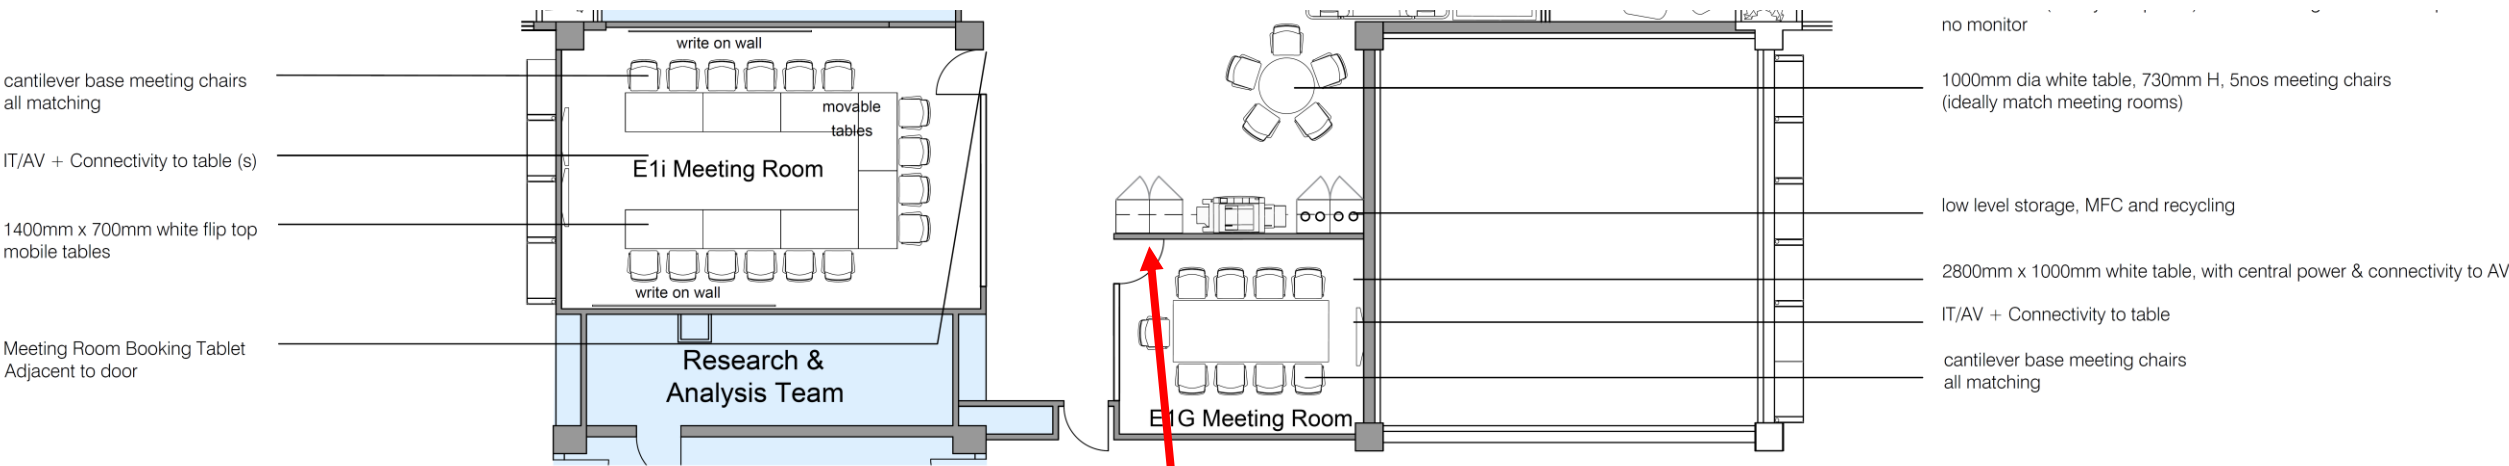 cantilever base meeting chairs
all matching
IT/AV + Connectivity to table (s)
1400mm x 700mm white flip top
mobile tables
Meeting Room Booking Tablet
Adjacent to door
write on wall
movable
tables
E1i Meeting Room
write on wall
Research &
Analysis Team
E1G Meeting Room
no monitor
1000mm dia white table, 730mm H, 5nos meeting chairs
(ideally match meeting rooms)
low level storage, MFC and recycling
2800mm x 1000mm white table, with central power & connectivity to AV
IT/AV + Connectivity to table
cantilever base meeting chairs
all matching